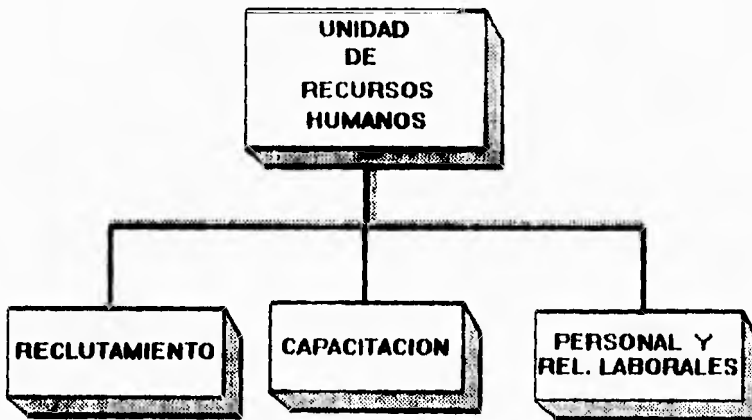 UNIDAD
DE
RECURSOS
HUMANOS
RECLUTAMIENTO
CAPACITACION
PERSONAL Y
REL. LABORALES